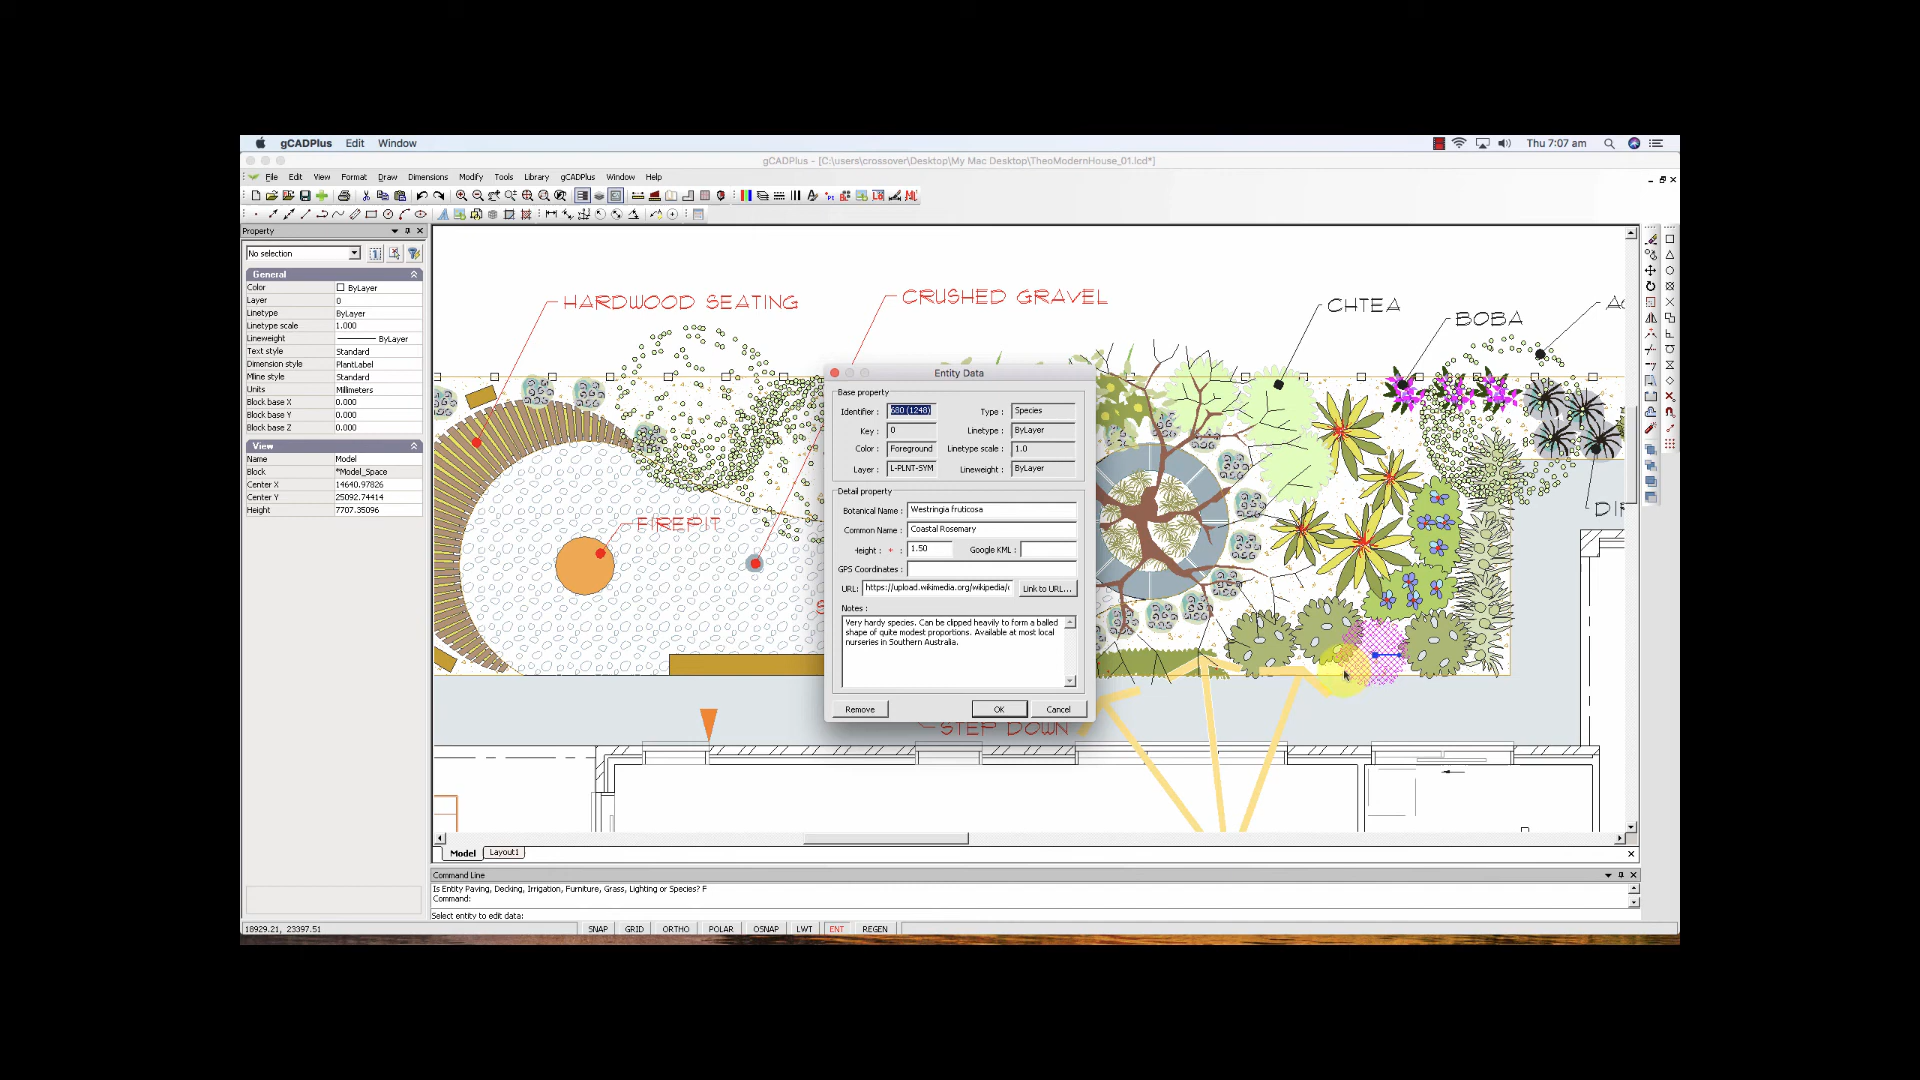 gCADPlus Edit Window
Thu 7:07 am
gCADPlus - [C:\users\crossover\Desktop\My Mac Desktop\TheoModernHouse_01.lcd*]
File Edit View Format Draw Dimensions Modify Tools Library gCADPlus Window Help
Property
No selection
General
Color ByLayer
Layer 0
Linetype ByLayer
Linetype scale 1.000
Lineweight ByLayer
Text style Standard
Dimension style PlantLabel
Mline style Standard
Units Millimeters
Block base X 0.000
Block base Y 0.000
Block base Z 0.000
View
Name Model
Block *Model_Space
Center X 14640.97826
Center Y 25092.74414
Height 7707.35096
HARDWOOD SEATING
CRUSHED GRAVEL
CHTEA
BOBA
FIREPIT
STEP DOWN
Entity Data
Base property
Identifier : 680 (1248) Type : Species
Key : 0 Linetype : ByLayer
Color : Foreground Linetype scale : 1.0
Layer : L-PLNT-SYM Lineweight : ByLayer
Detail property
Botanical Name : Westringia fruticosa
Common Name : Coastal Rosemary
Height : + : 1.50 Google KML :
GPS Coordinates :
URL: https://upload.wikimedia.org/wikipedia/c Link to URL...
Notes :
Very hardy species. Can be clipped heavily to form a balled
shape of quite modest proportions. Available at most local
nurseries in Southern Australia.
Remove OK Cancel
Model Layout1
Command Line
Is Entity Paving, Decking, Irrigation, Furniture, Grass, Lighting or Species? F
Command:
Select entity to edit data:
18929.21, 23397.51 SNAP GRID ORTHO POLAR OSNAP LWT ENT REGEN